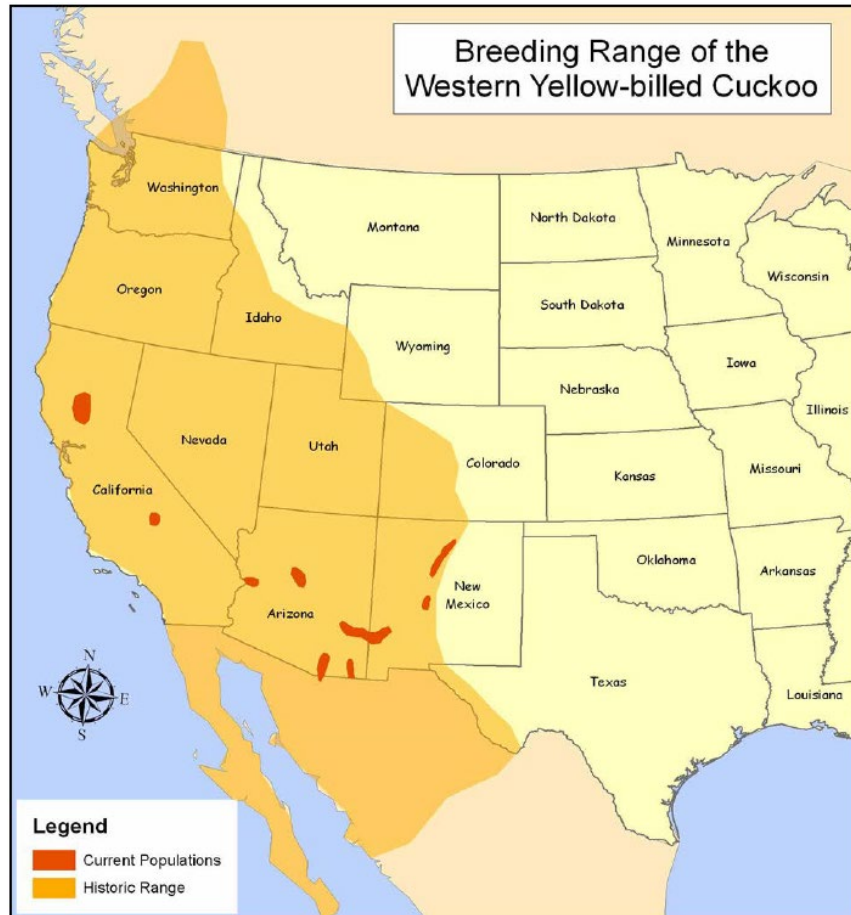 Breeding Range of the
Western Yellow-billed Cuckoo
Washington
Montana
North Dakota
Minnesota
Oregon
Idaho
South Dakota
Wisconsin
Wyoming
Iowa
Nebraska
Illinois
Nevada
Utah
Colorado
Kansas
Missouri
California
Oklahoma
Arkansas
Arizona
New
Mexico
Texas
Louisiana
N
W
E
S
Legend
Current Populations
Historic Range